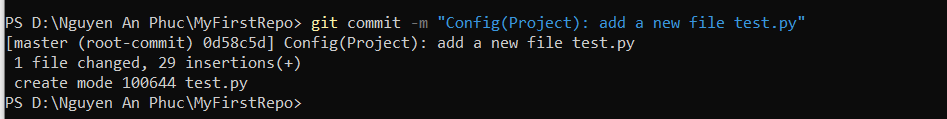 PS D:\Nguyen An Phuc\MyFirstRepo> git commit -m "Config(Project): add a new file test.py"
[master (root-commit) 0d58c5d] Config(Project): add a new file test.py
 1 file changed, 29 insertions(+)
 create mode 100644 test.py
PS D:\Nguyen An Phuc\MyFirstRepo>